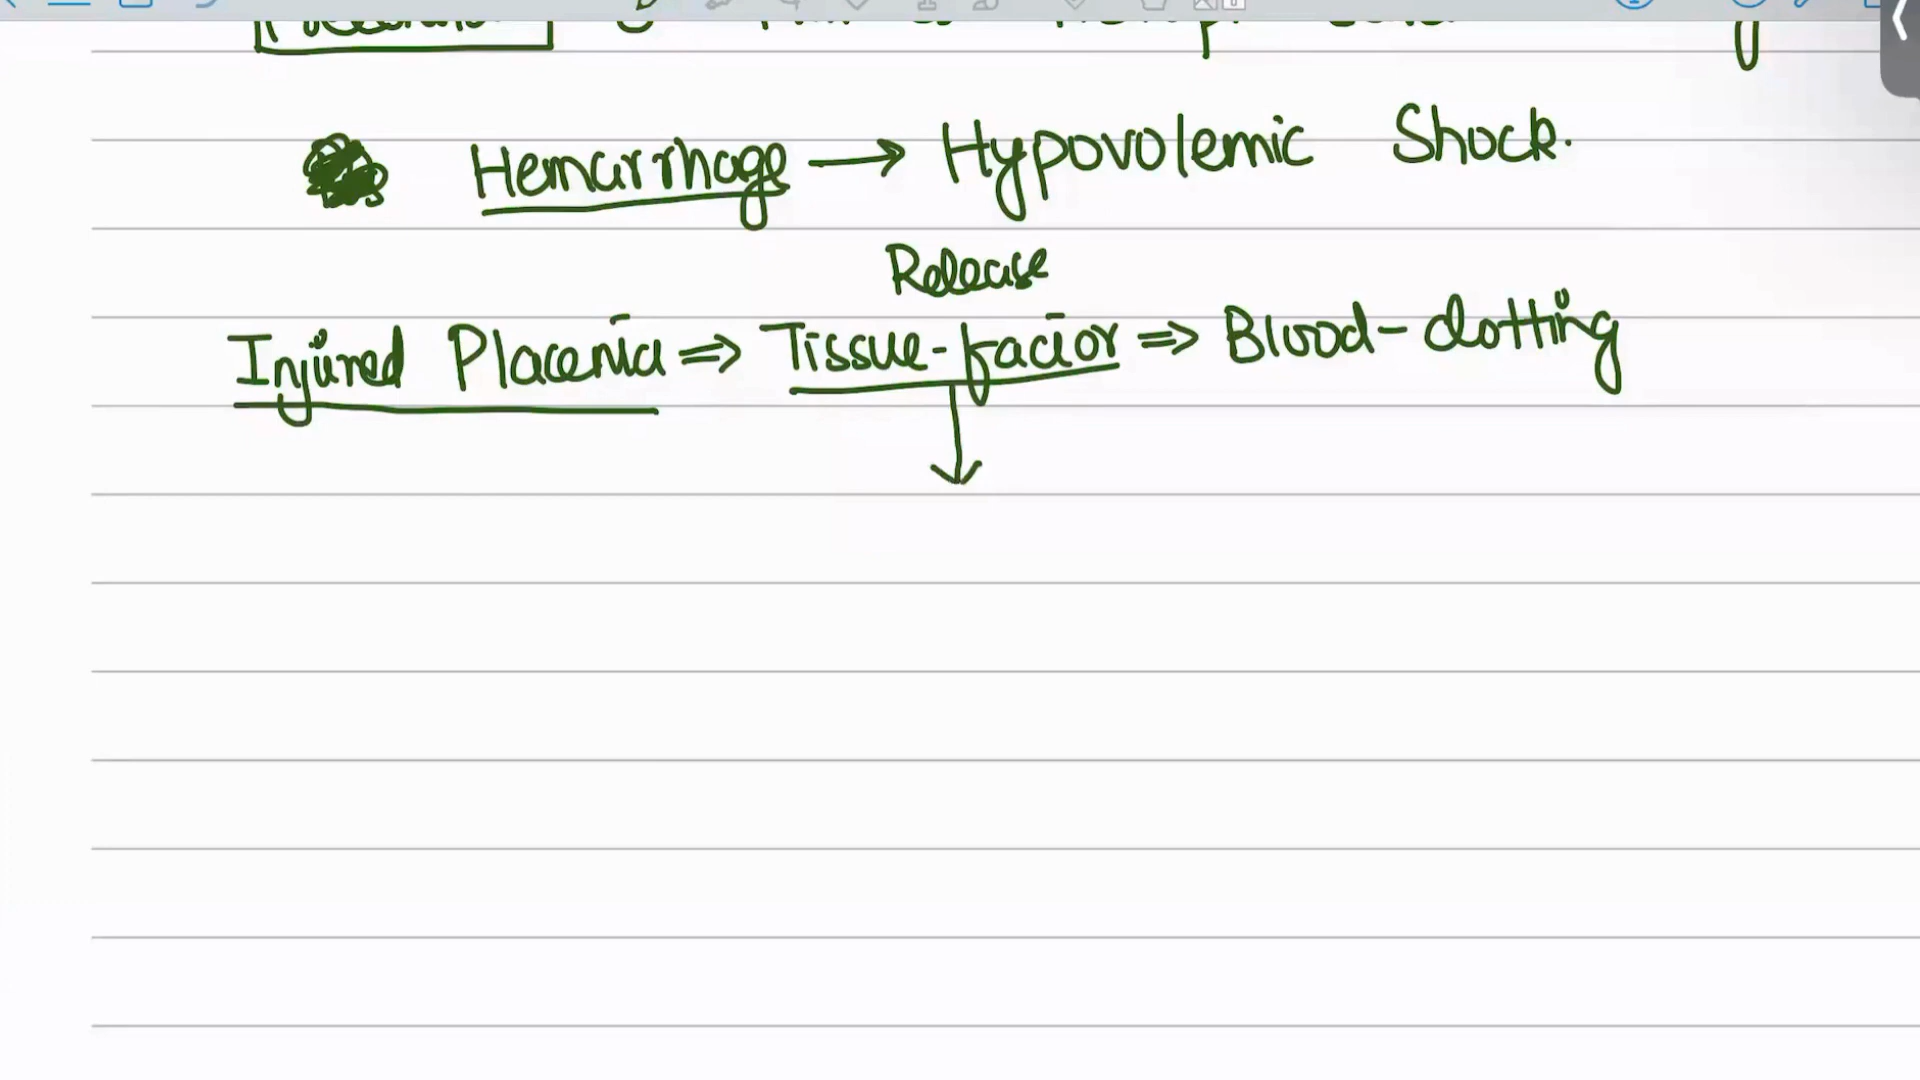 Hemarrhage → Hypovolemic Shock.
Release
Injured Placenta ⇒ Tissue-factor ⇒ Blood-clotting
↓